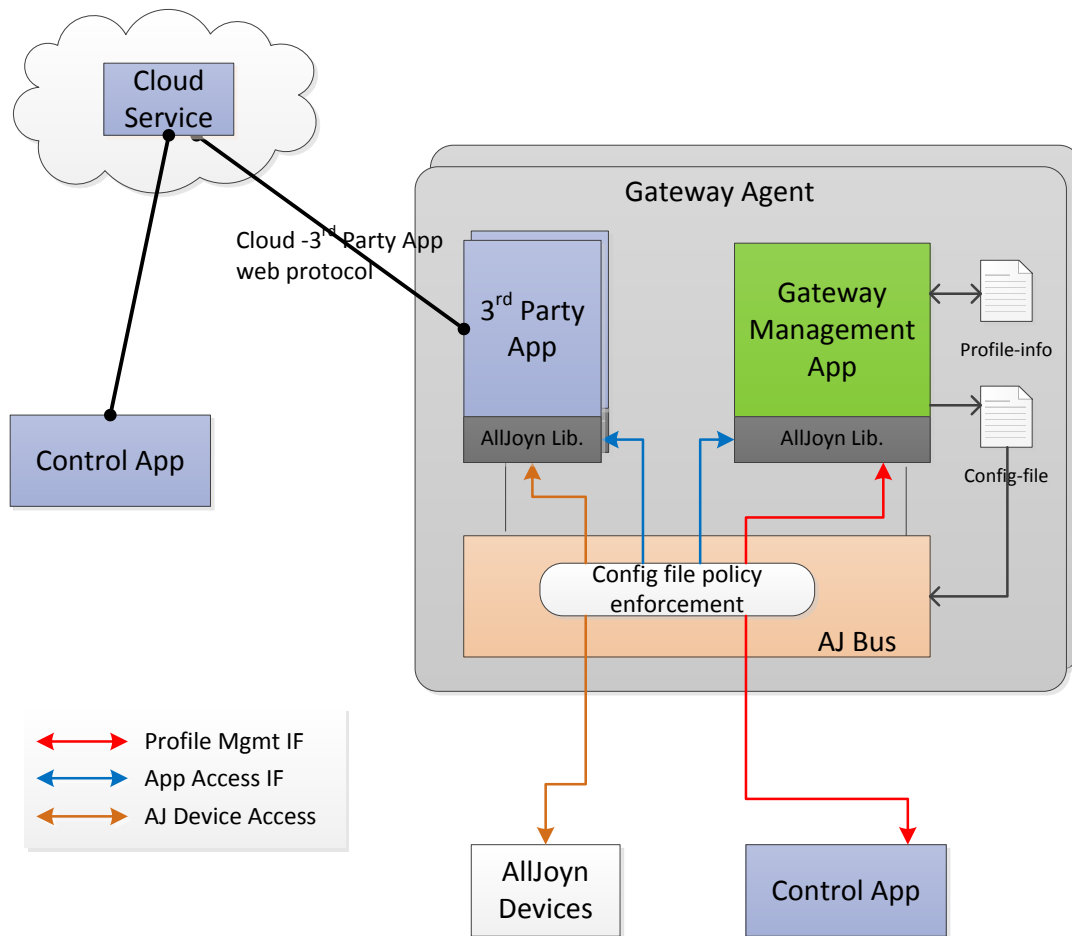 Cloud
Service
Gateway Agent
Cloud -3rd Party App
web protocol
3rd Party
App
Gateway
Management
App
Profile-info
AllJoyn Lib.
AllJoyn Lib.
Config-file
Control App
Config file policy
enforcement
AJ Bus
Profile Mgmt IF
App Access IF
AJ Device Access
AllJoyn
Devices
Control App